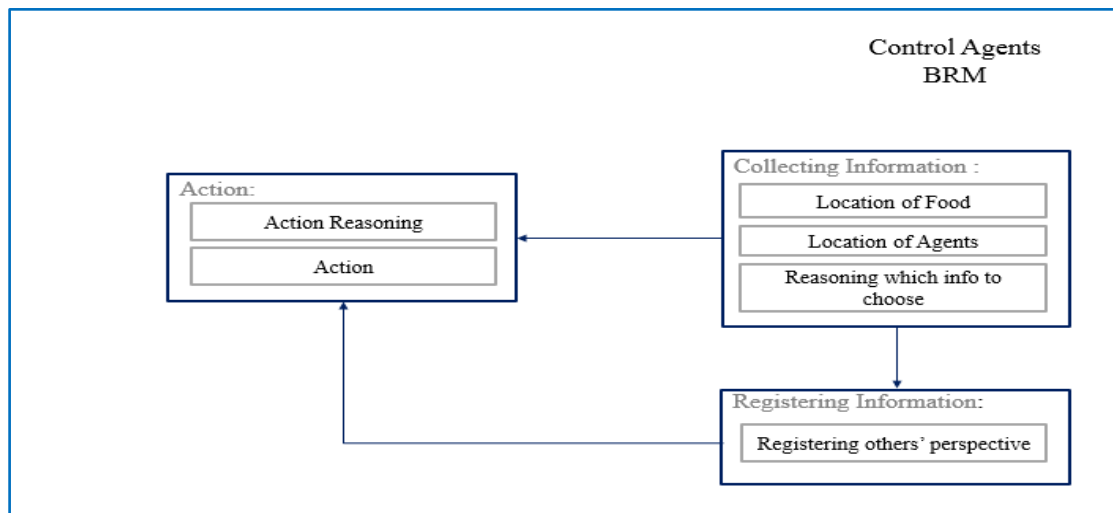 Control Agents
BRM
Action:
Action Reasoning
Action
Collecting Information :
Location of Food
Location of Agents
Reasoning which info to
choose
Registering Information:
Registering others’ perspective